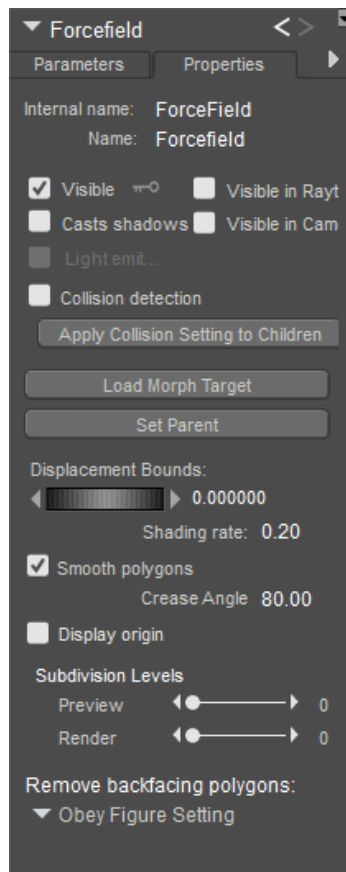 Forcefield < >
Parameters Properties
Internal name: ForceField
Name: Forcefield
Visible Visible in Rayt
Casts shadows Visible in Cam
Light emit...
Collision detection
Apply Collision Setting to Children
Load Morph Target
Set Parent
Displacement Bounds:
0.000000
Shading rate: 0.20
Smooth polygons
Crease Angle 80.00
Display origin
Subdivision Levels
Preview 0
Render 0
Remove backfacing polygons:
Obey Figure Setting